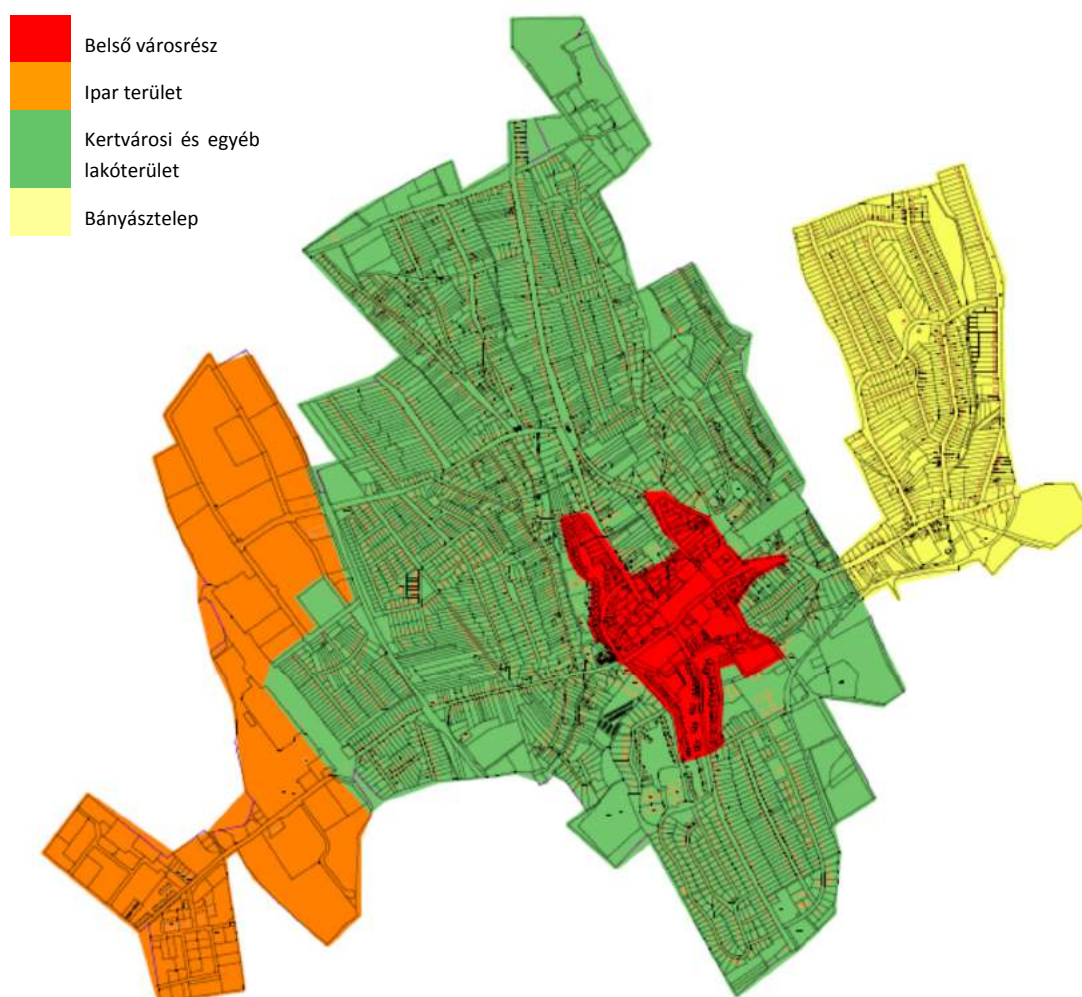 Belső városrész
Ipar terület
Kertvárosi és egyéb
lakóterület
Bányásztelep